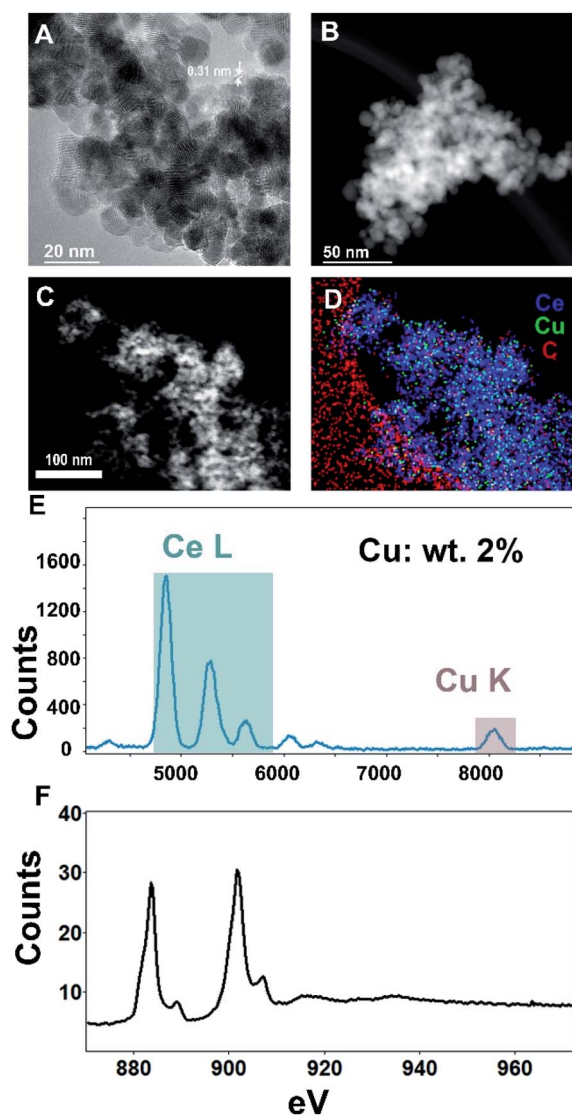 A
0.31 nm
20 nm
B
50 nm
C
100 nm
D
Ce
Cu
C
E
Ce L
Cu: wt. 2%
Cu K
Counts
1600
1200
800
400
0
5000 6000 7000 8000
F
Counts
40
30
20
10
880 900 920 940 960
eV